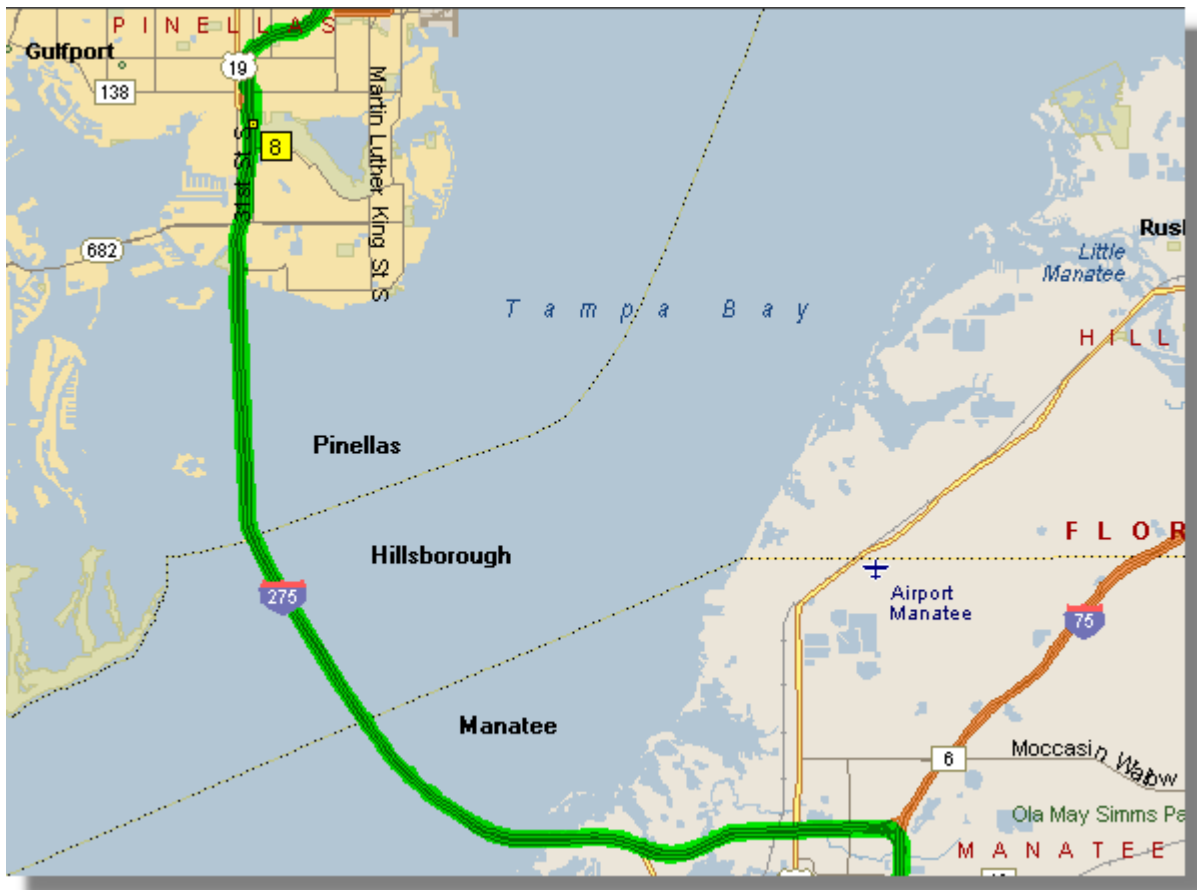 PINELLAS
Gulfport
19
138
Martin Luther King St S
31st St S
8
682
Rusk
Little
Manatee
Tampa Bay
HILL
Pinellas
FLOR
Hillsborough
275
Airport
Manatee
75
Manatee
6
Moccasin Wallow
Ola May Simms Pa
MANATEE